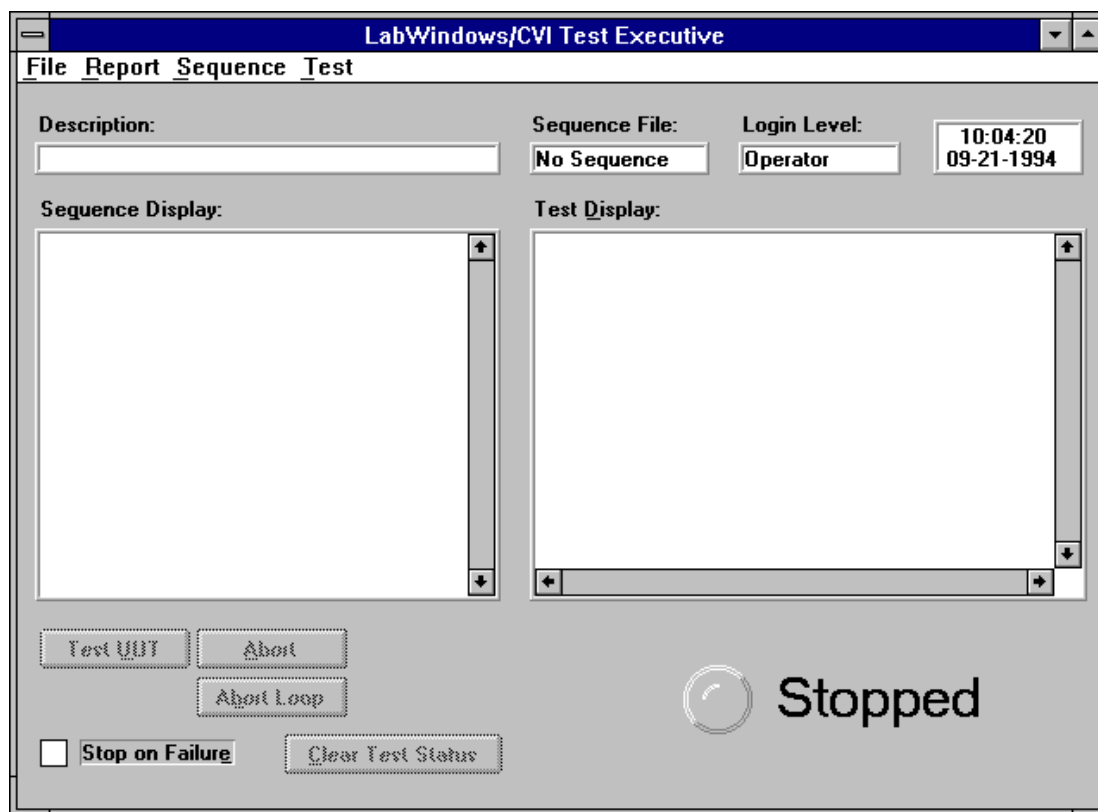 LabWindows/CVI Test Executive
File Report Sequence Test
Description:
Sequence File:
No Sequence
Login Level:
Operator
10:04:20
09-21-1994
Sequence Display:
Test Display:
Test UUT
Abort
Abort Loop
Stopped
Stop on Failure
Clear Test Status